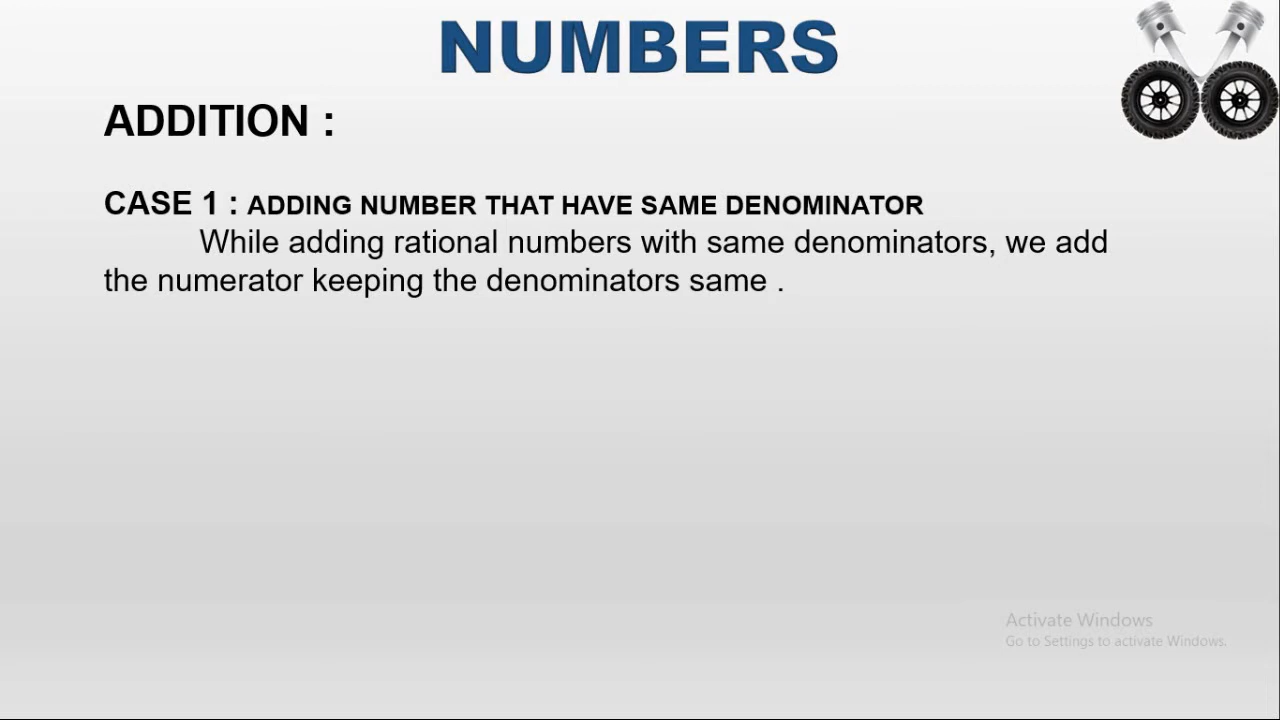 NUMBERS
ADDITION :
CASE 1 : ADDING NUMBER THAT HAVE SAME DENOMINATOR
While adding rational numbers with same denominators, we add
the numerator keeping the denominators same .
Activate Windows
Go to Settings to activate Windows.